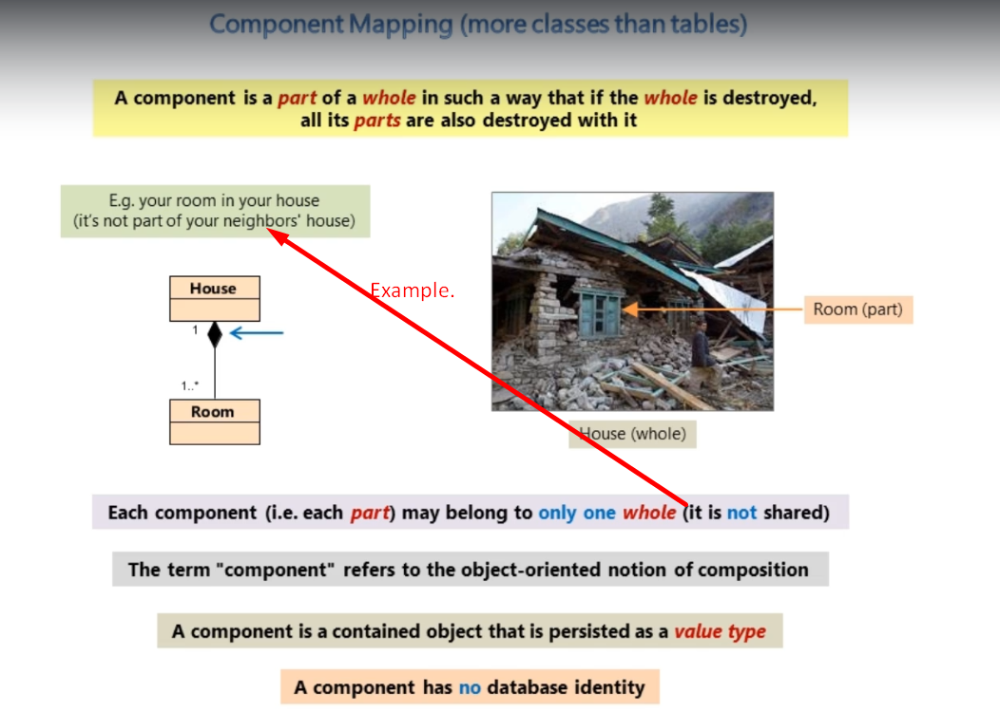 Component Mapping (more classes than tables)
A component is a part of a whole in such a way that if the whole is destroyed,
all its parts are also destroyed with it
E.g. your room in your house
(it's not part of your neighbors' house)
House
1
1..*
Room
Example.
Room (part)
House (whole)
Each component (i.e. each part) may belong to only one whole (it is not shared)
The term "component" refers to the object-oriented notion of composition
A component is a contained object that is persisted as a value type
A component has no database identity